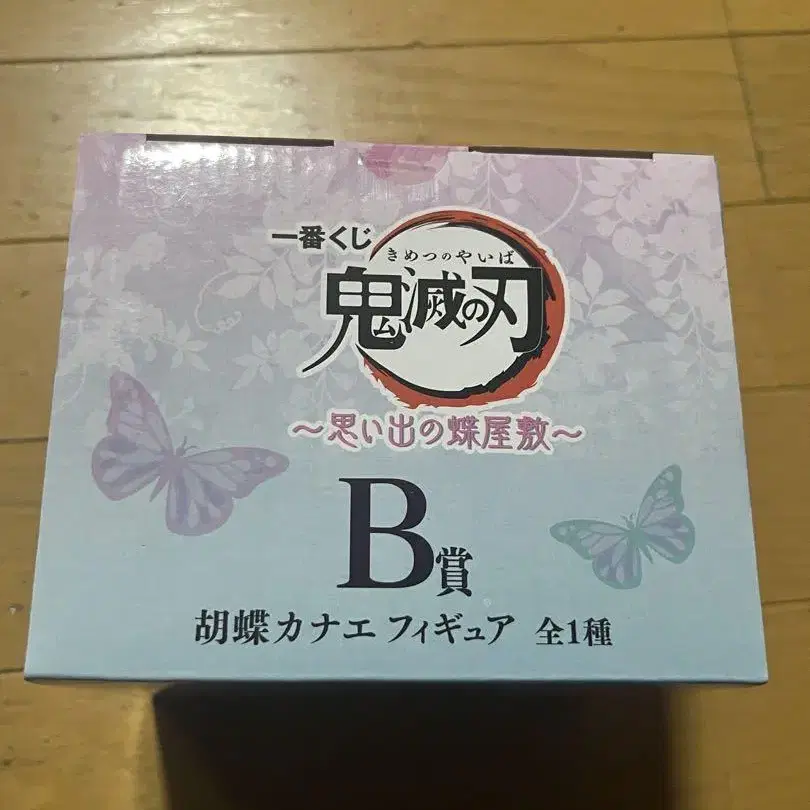 一番くじ
きめつのやいば
鬼滅の刃
～思い出の蝶屋敷～
B賞
胡蝶カナエ フィギュア 全1種